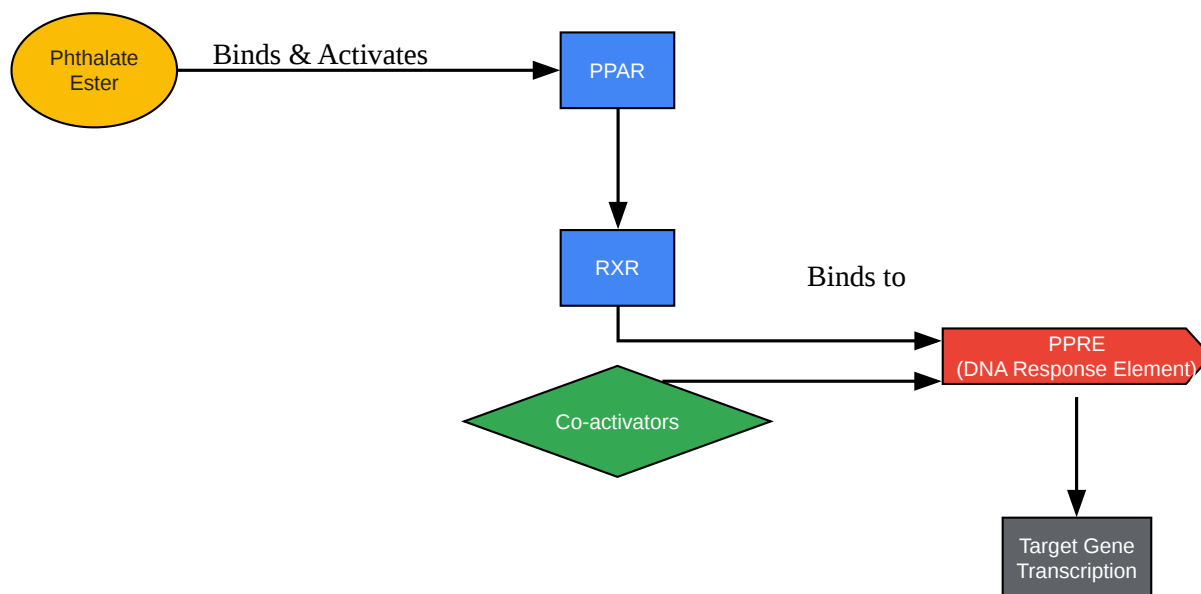 Phthalate
Ester
Binds & Activates
PPAR
RXR
Binds to
PPRE
(DNA Response Element)
Co-activators
Target Gene
Transcription